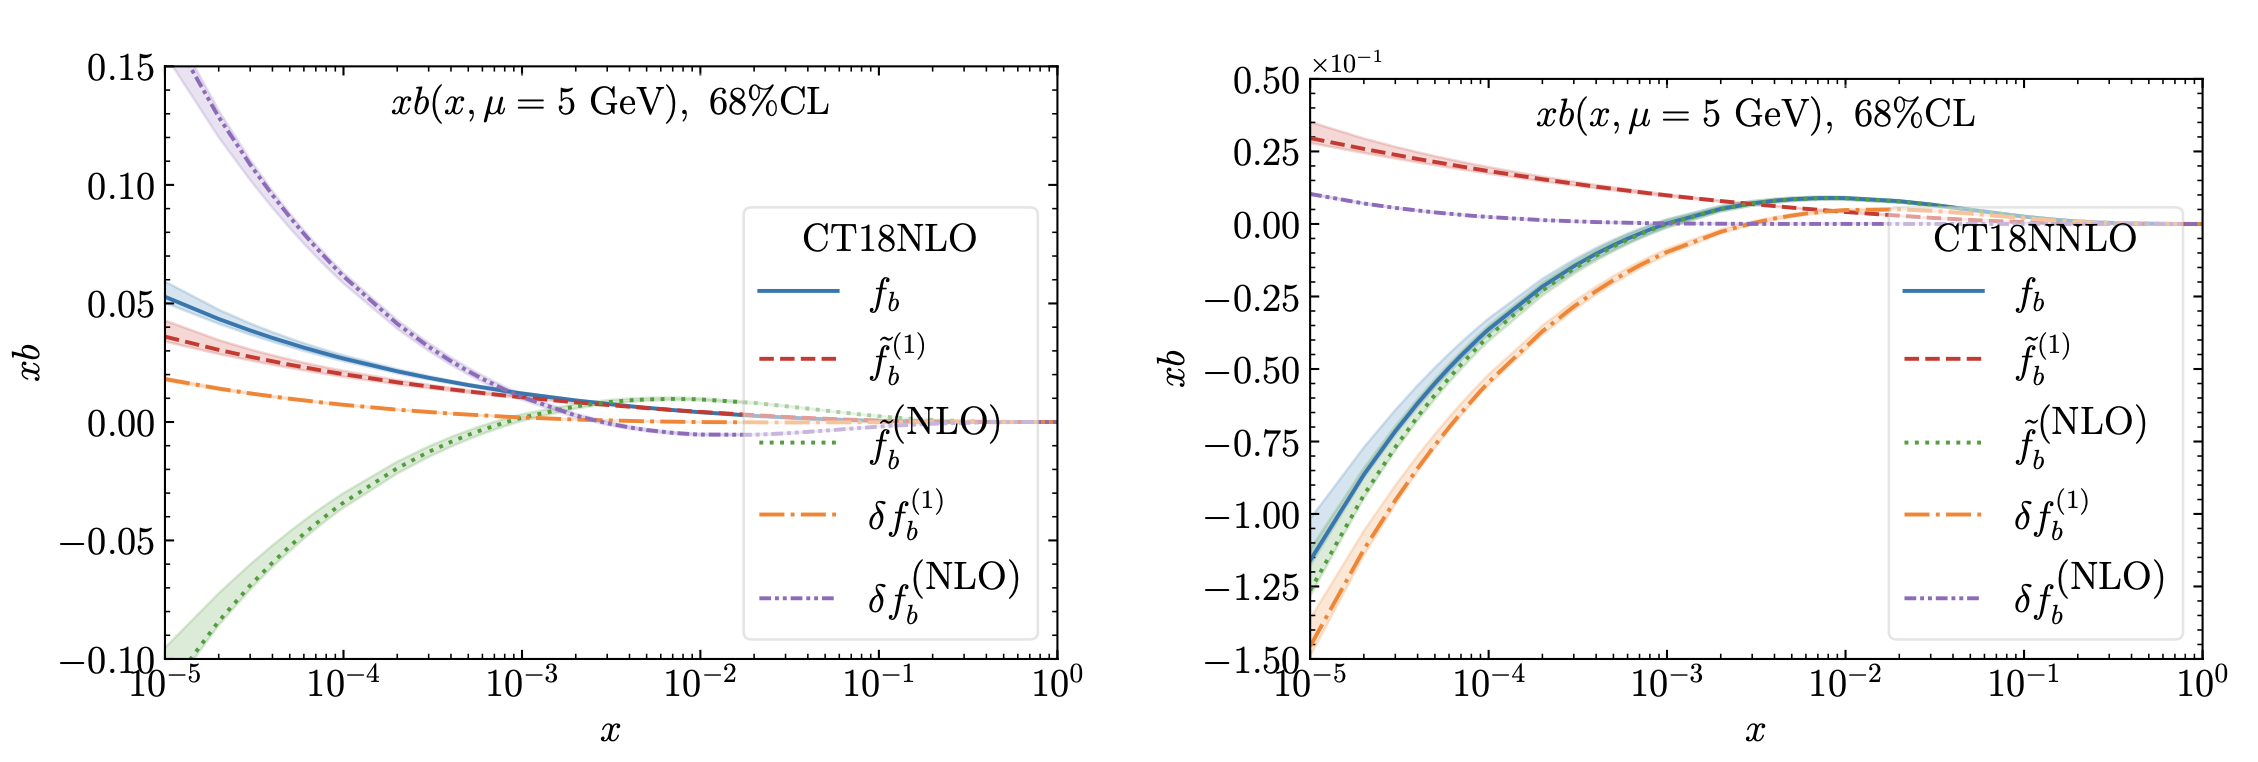 xb(x, μ = 5 GeV), 68%CL
0.15
0.10
0.05
0.00
−0.05
−0.10
xb
CT18NLO
f_b
f̃_b^(1)
f̃_b^(NLO)
δf_b^(1)
δf_b^(NLO)
10⁻⁵ 10⁻⁴ 10⁻³ 10⁻² 10⁻¹ 10⁰
x
×10⁻¹
xb(x, μ = 5 GeV), 68%CL
0.50
0.25
0.00
−0.25
−0.50
−0.75
−1.00
−1.25
−1.50
xb
CT18NNLO
f_b
f̃_b^(1)
f̃_b^(NLO)
δf_b^(1)
δf_b^(NLO)
10⁻⁵ 10⁻⁴ 10⁻³ 10⁻² 10⁻¹ 10⁰
x